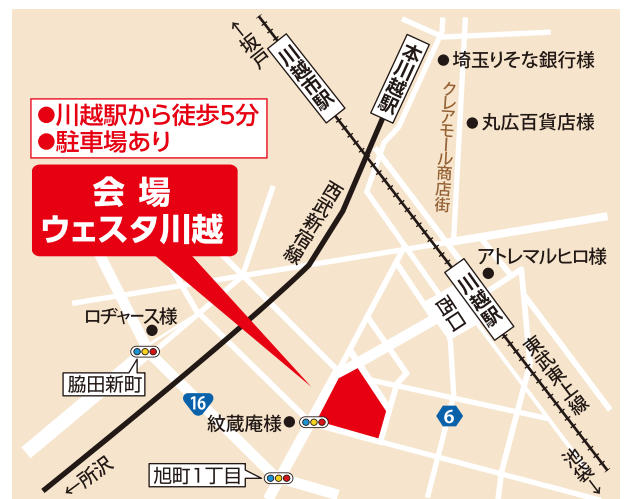 ←坂戸
川越市駅
本川越駅
●埼玉りそな銀行様
クレアモール商店街
●丸広百貨店様
●川越駅から徒歩5分
●駐車場あり
会場
ウェスタ川越
西武新宿線
アトレマルヒロ様
川越駅
西口
ロヂャース様
脇田新町
東武東上線
16
紋蔵庵様●
6
旭町1丁目
←所沢
池袋→